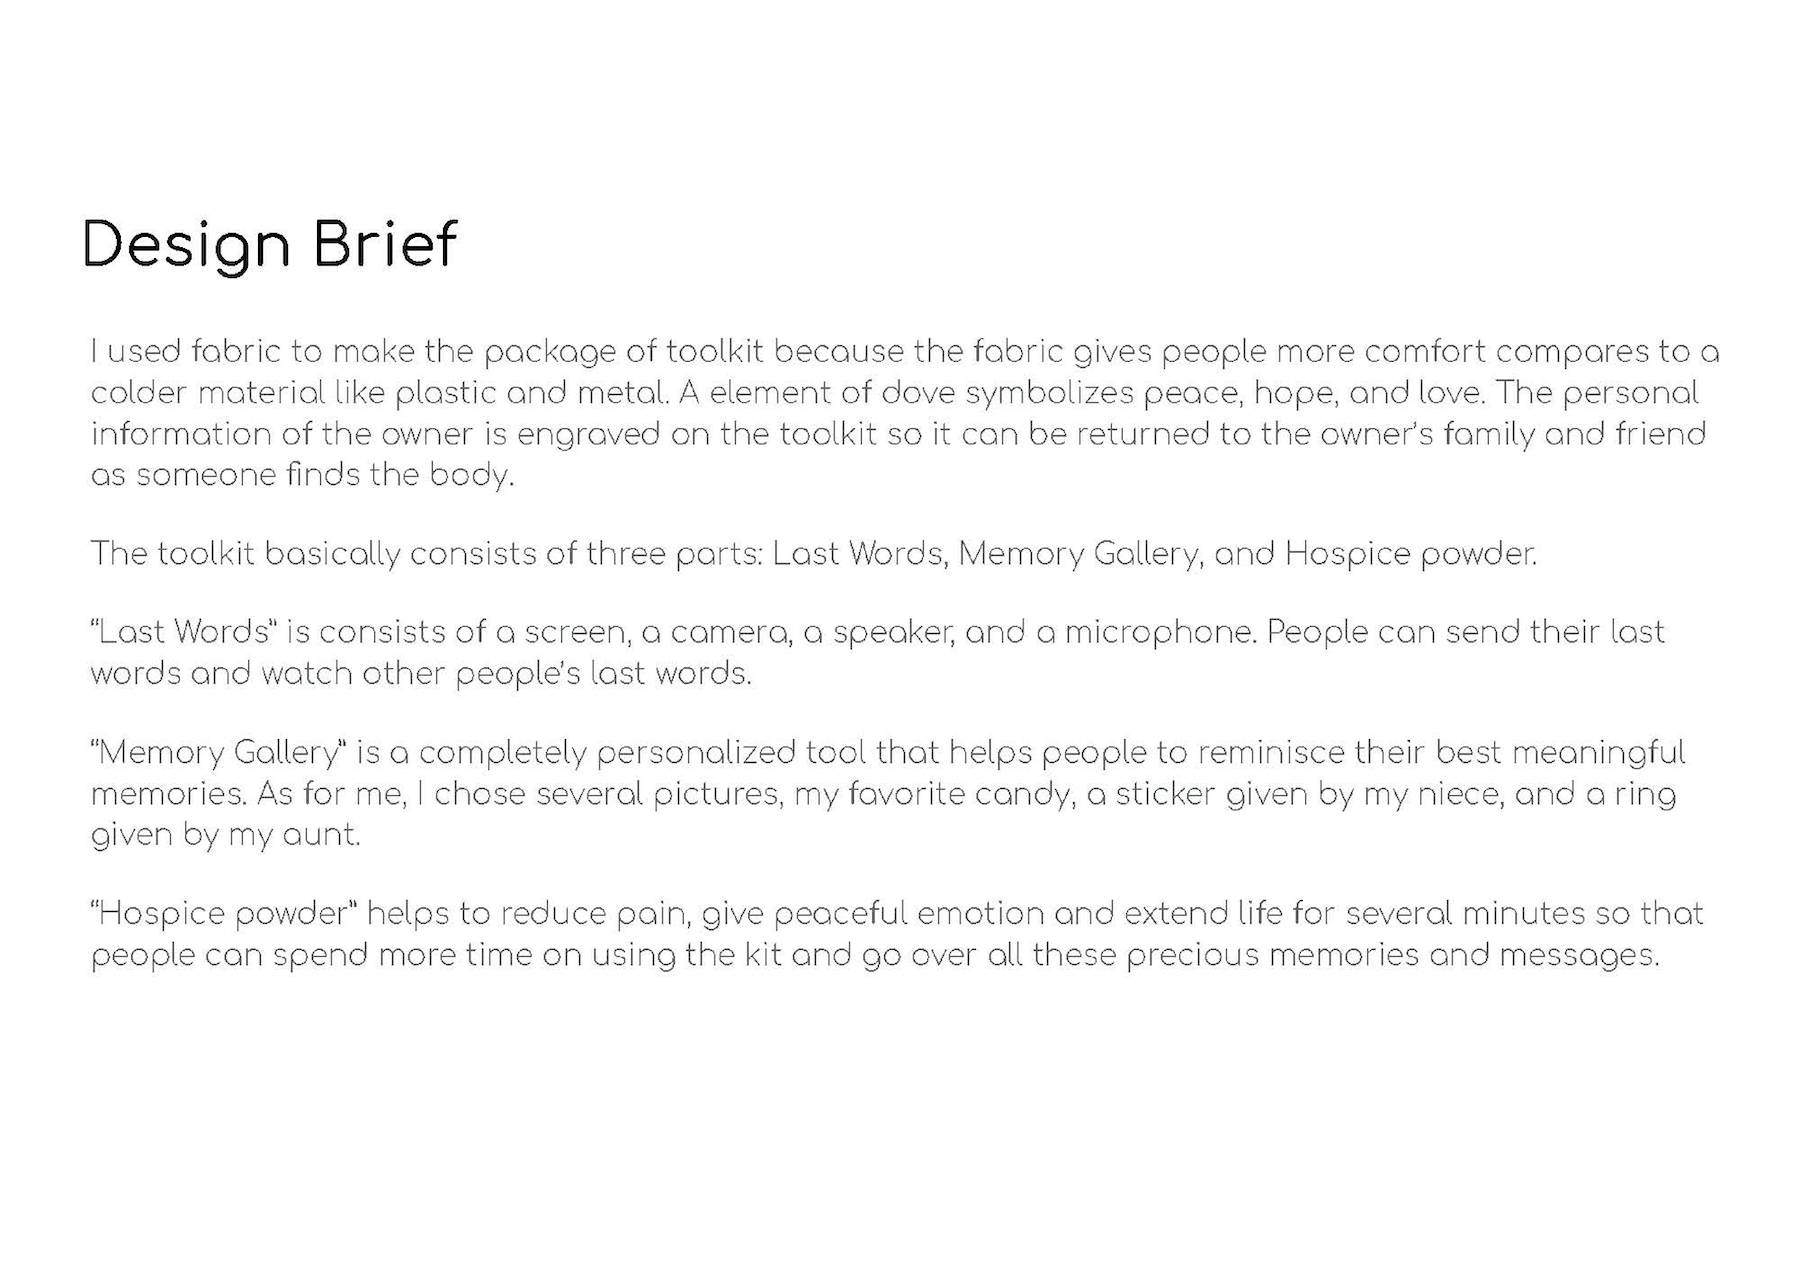 Design Brief
I used fabric to make the package of toolkit because the fabric gives people more comfort compares to a
colder material like plastic and metal. A element of dove symbolizes peace, hope, and love. The personal
information of the owner is engraved on the toolkit so it can be returned to the owner's family and friend
as someone finds the body.
The toolkit basically consists of three parts: Last Words, Memory Gallery, and Hospice powder.
“Last Words” is consists of a screen, a camera, a speaker, and a microphone. People can send their last
words and watch other people's last words.
“Memory Gallery” is a completely personalized tool that helps people to reminisce their best meaningful
memories. As for me, I chose several pictures, my favorite candy, a sticker given by my niece, and a ring
given by my aunt.
“Hospice powder” helps to reduce pain, give peaceful emotion and extend life for several minutes so that
people can spend more time on using the kit and go over all these precious memories and messages.